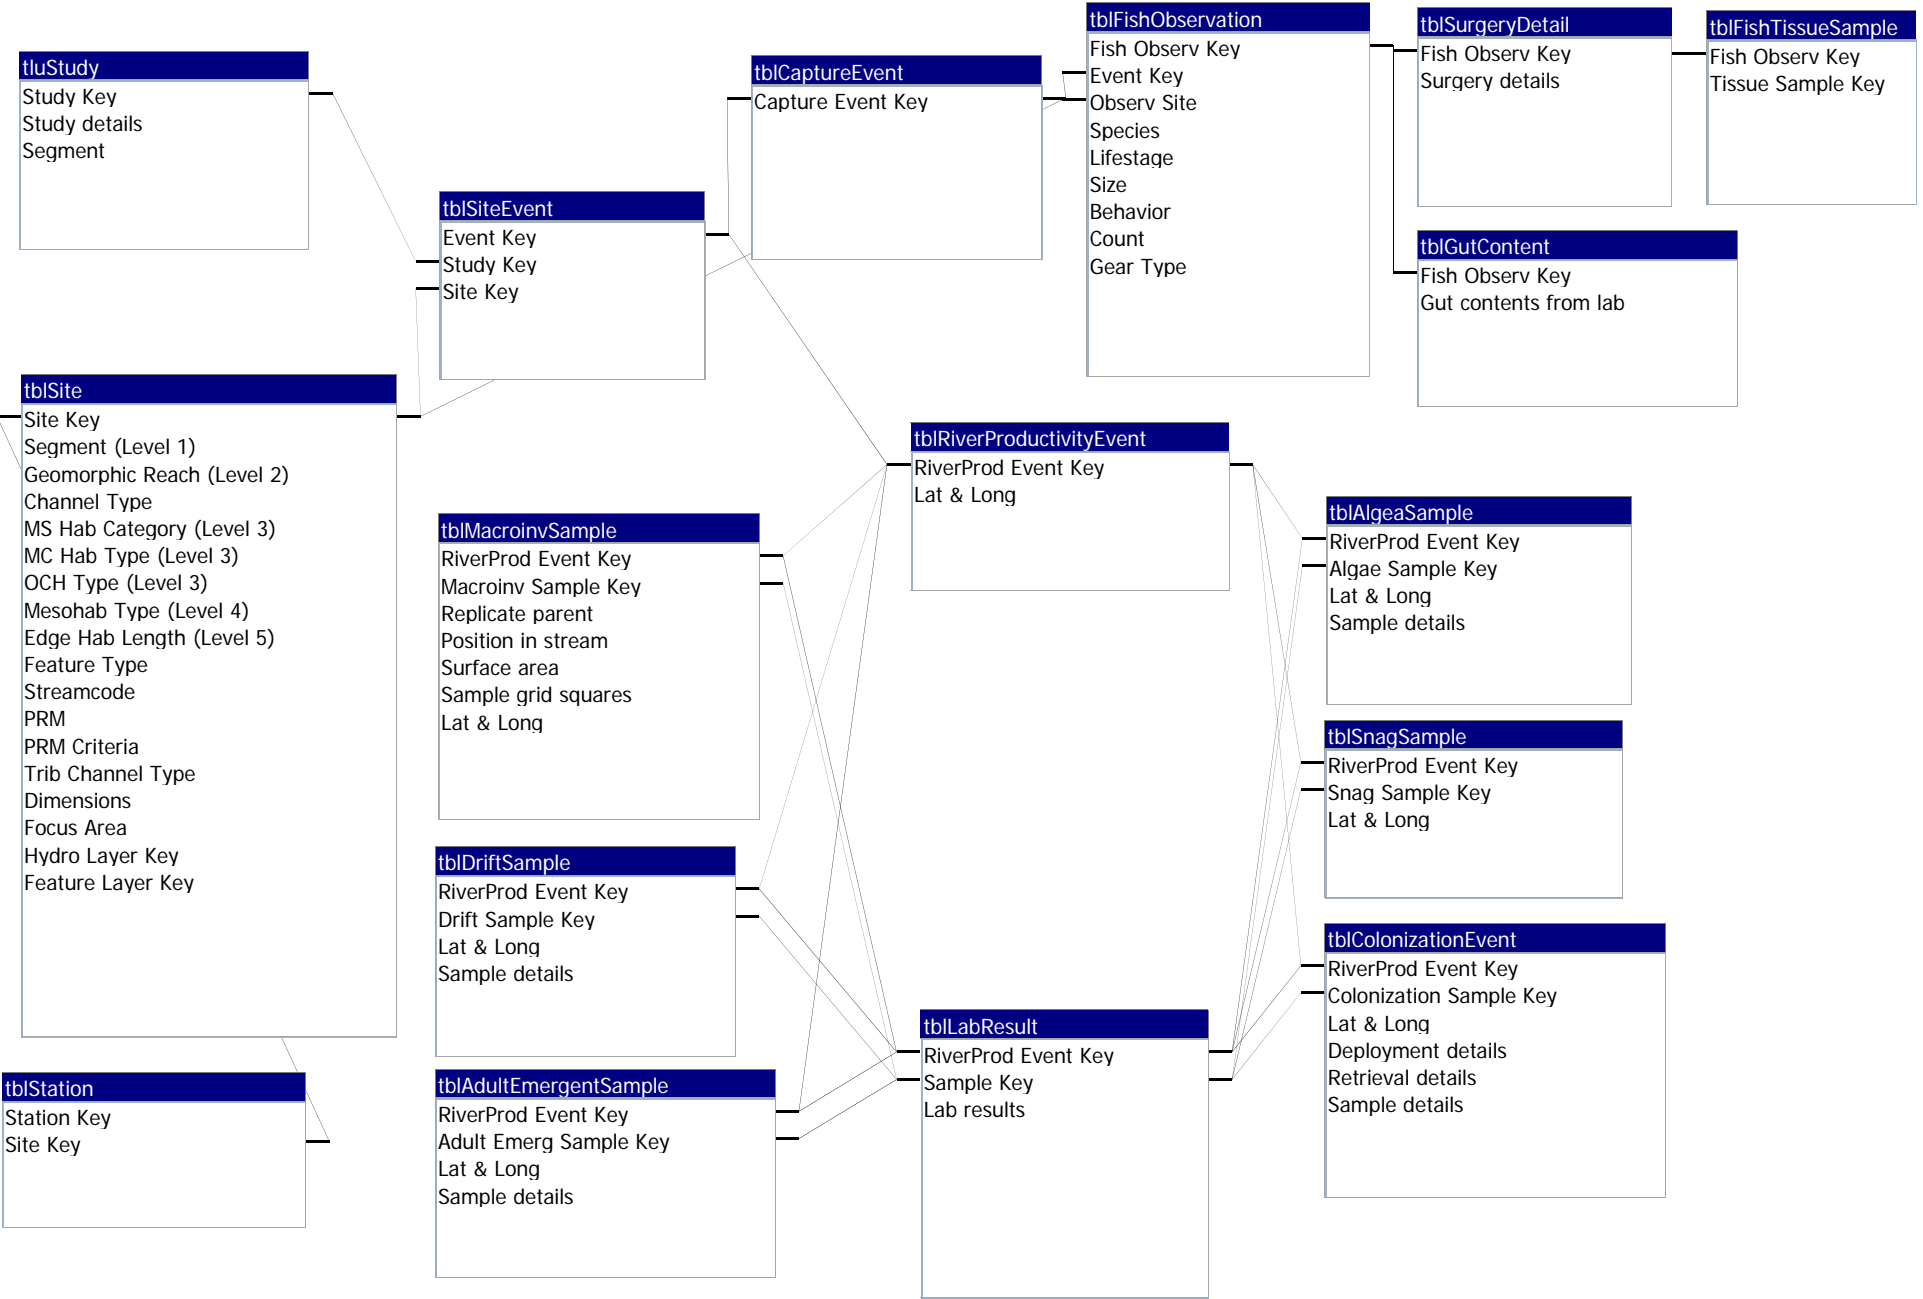 tluStudy
Study Key
Study details
Segment
tblSite
Site Key
Segment (Level 1)
Geomorphic Reach (Level 2)
Channel Type
MS Hab Category (Level 3)
MC Hab Type (Level 3)
OCH Type (Level 3)
Mesohab Type (Level 4)
Edge Hab Length (Level 5)
Feature Type
Streamcode
PRM
PRM Criteria
Trib Channel Type
Dimensions
Focus Area
Hydro Layer Key
Feature Layer Key
tblStation
Station Key
Site Key
tblSiteEvent
Event Key
Study Key
Site Key
tblMacroinvSample
RiverProd Event Key
Macroinv Sample Key
Replicate parent
Position in stream
Surface area
Sample grid squares
Lat & Long
tblDriftSample
RiverProd Event Key
Drift Sample Key
Lat & Long
Sample details
tblAdultEmergentSample
RiverProd Event Key
Adult Emerg Sample Key
Lat & Long
Sample details
tblCaptureEvent
Capture Event Key
tblRiverProductivityEvent
RiverProd Event Key
Lat & Long
tblLabResult
RiverProd Event Key
Sample Key
Lab results
tblFishObservation
Fish Observ Key
Event Key
Observ Site
Species
Lifestage
Size
Behavior
Count
Gear Type
tblSurgeryDetail
Fish Observ Key
Surgery details
tblFishTissueSample
Fish Observ Key
Tissue Sample Key
tblGutContent
Fish Observ Key
Gut contents from lab
tblAlgeaSample
RiverProd Event Key
Algae Sample Key
Lat & Long
Sample details
tblSnagSample
RiverProd Event Key
Snag Sample Key
Lat & Long
tblColonizationEvent
RiverProd Event Key
Colonization Sample Key
Lat & Long
Deployment details
Retrieval details
Sample details